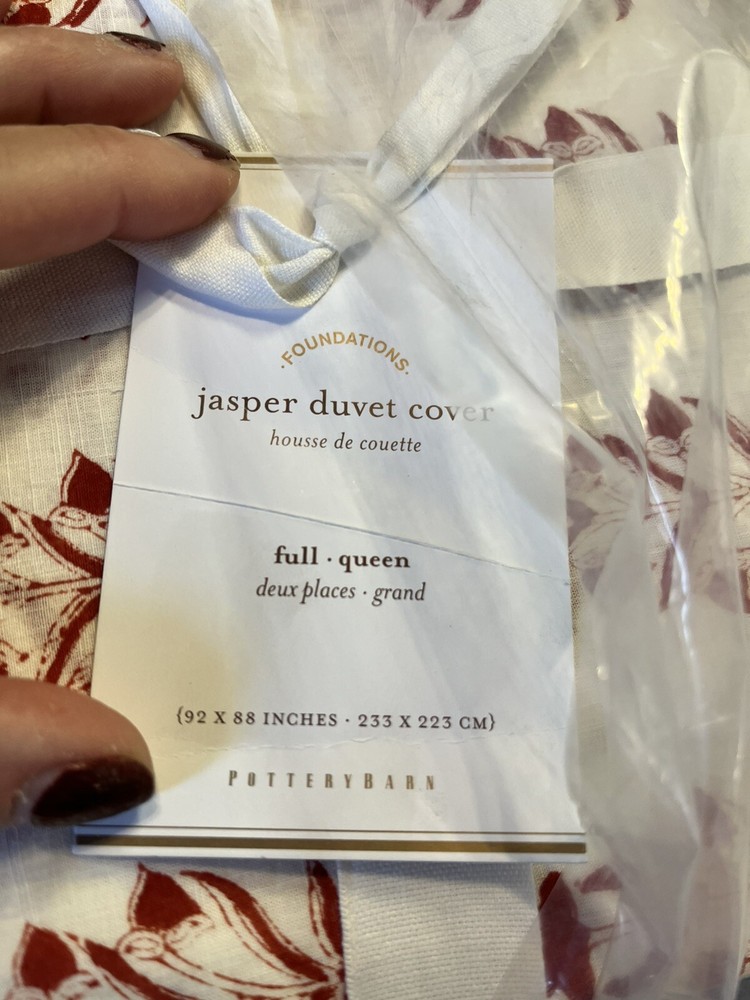 ·FOUNDATIONS·
jasper duvet cover
housse de couette
full · queen
deux places · grand
{92 X 88 INCHES · 233 X 223 CM}
POTTERYBARN